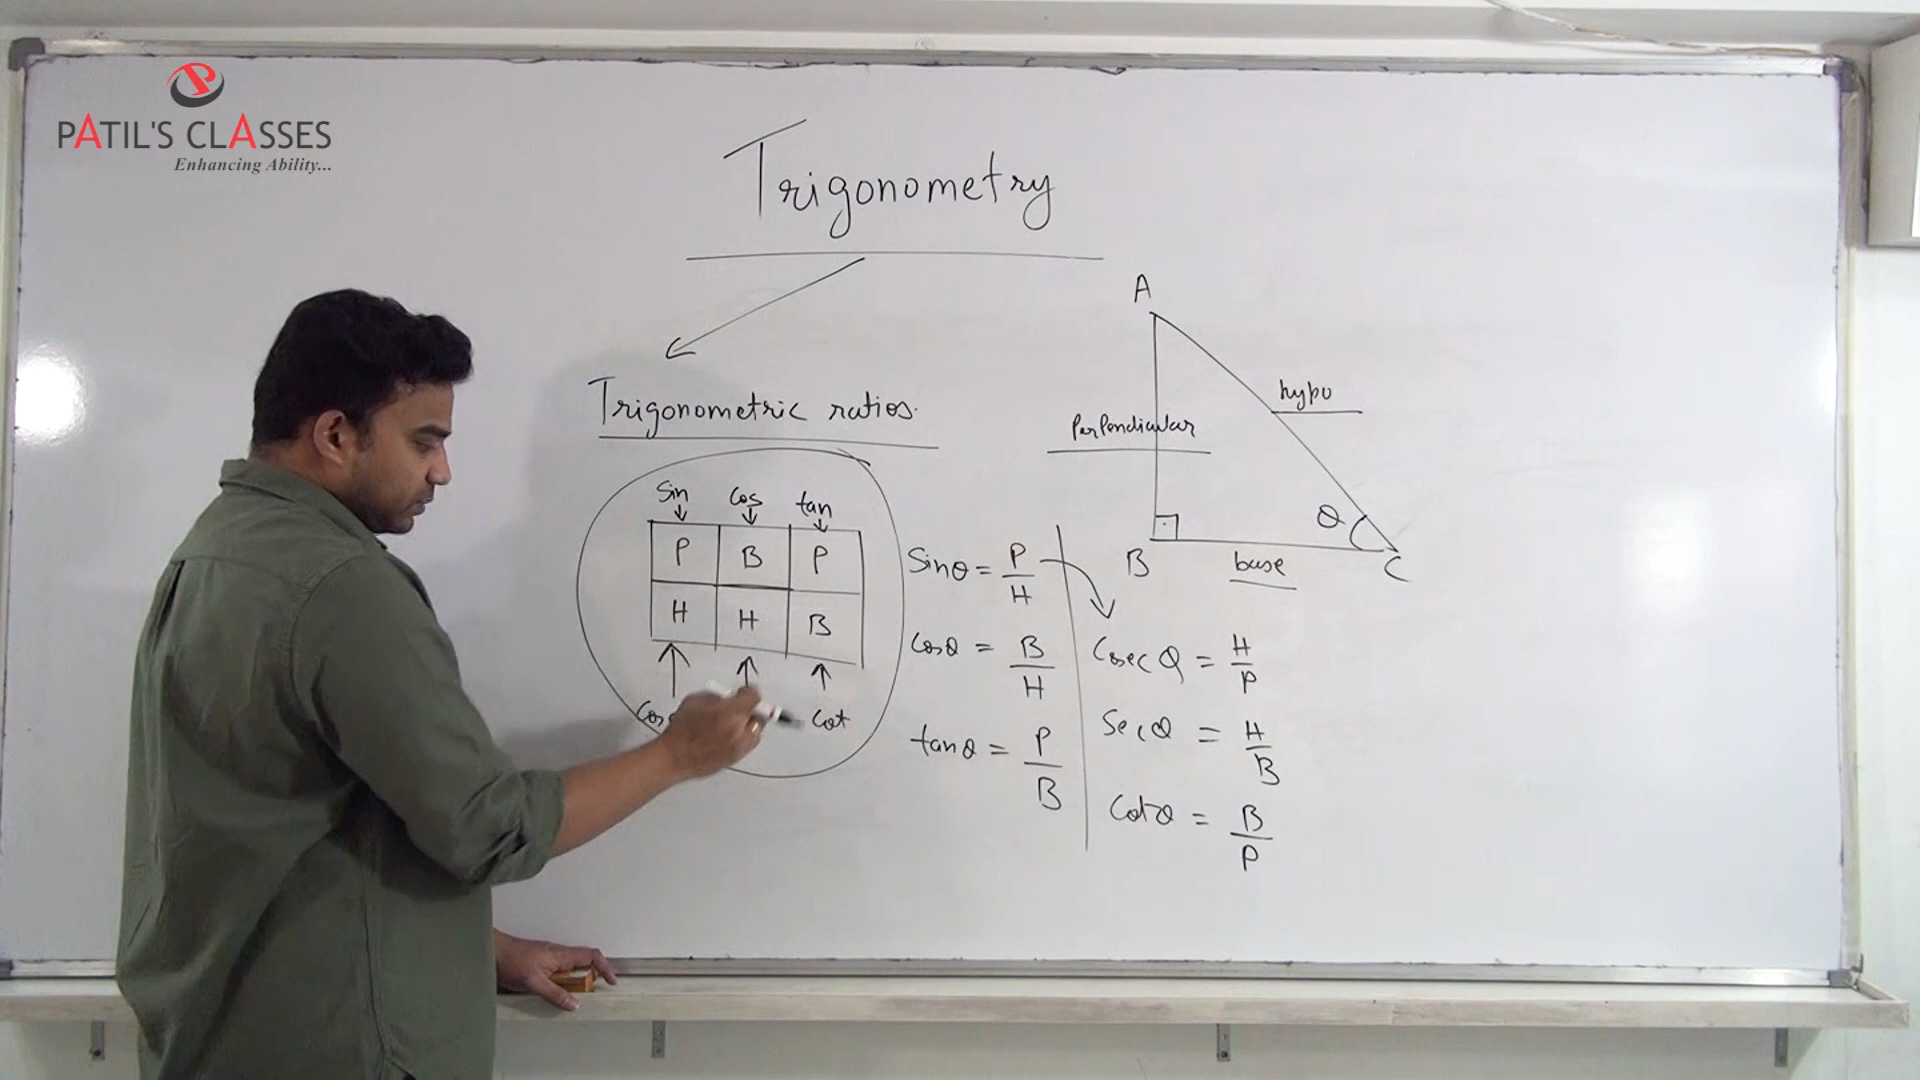 PATIL'S CLASSES
Enhancing Ability...
Trigonometry
Trigonometric ratios.
sin cos tan
P B P
H H B
Cot
Sinθ = P/H
Cosθ = B/H
tanθ = P/B
Cosec θ = H/P
Sec θ = H/B
Cotθ = B/P
A
hypo
Perpendicular
θ
B
base
C